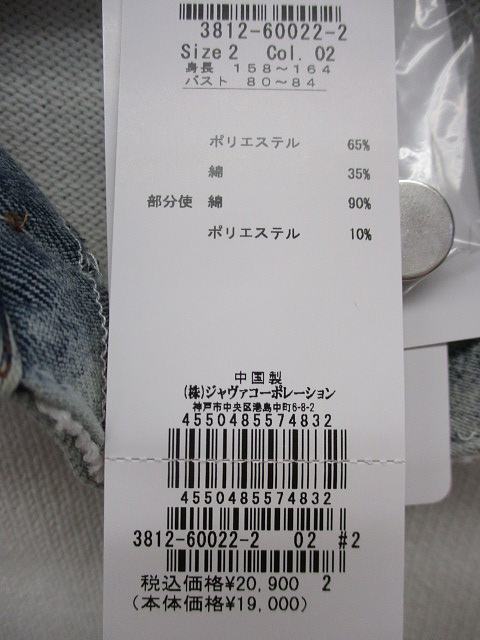 3812-60022-2
Size 2 Col. 02
身長 158～164
バスト 80～84
ポリエステル 65%
綿 35%
部分使 綿 90%
ポリエステル 10%
中国製
(株)ジャヴァコーポレーション
神戸市中央区港島中町6-8-2
4550485574832
4550485574832
3812-60022-2 02 #2
税込価格¥20,900 2
(本体価格¥19,000)